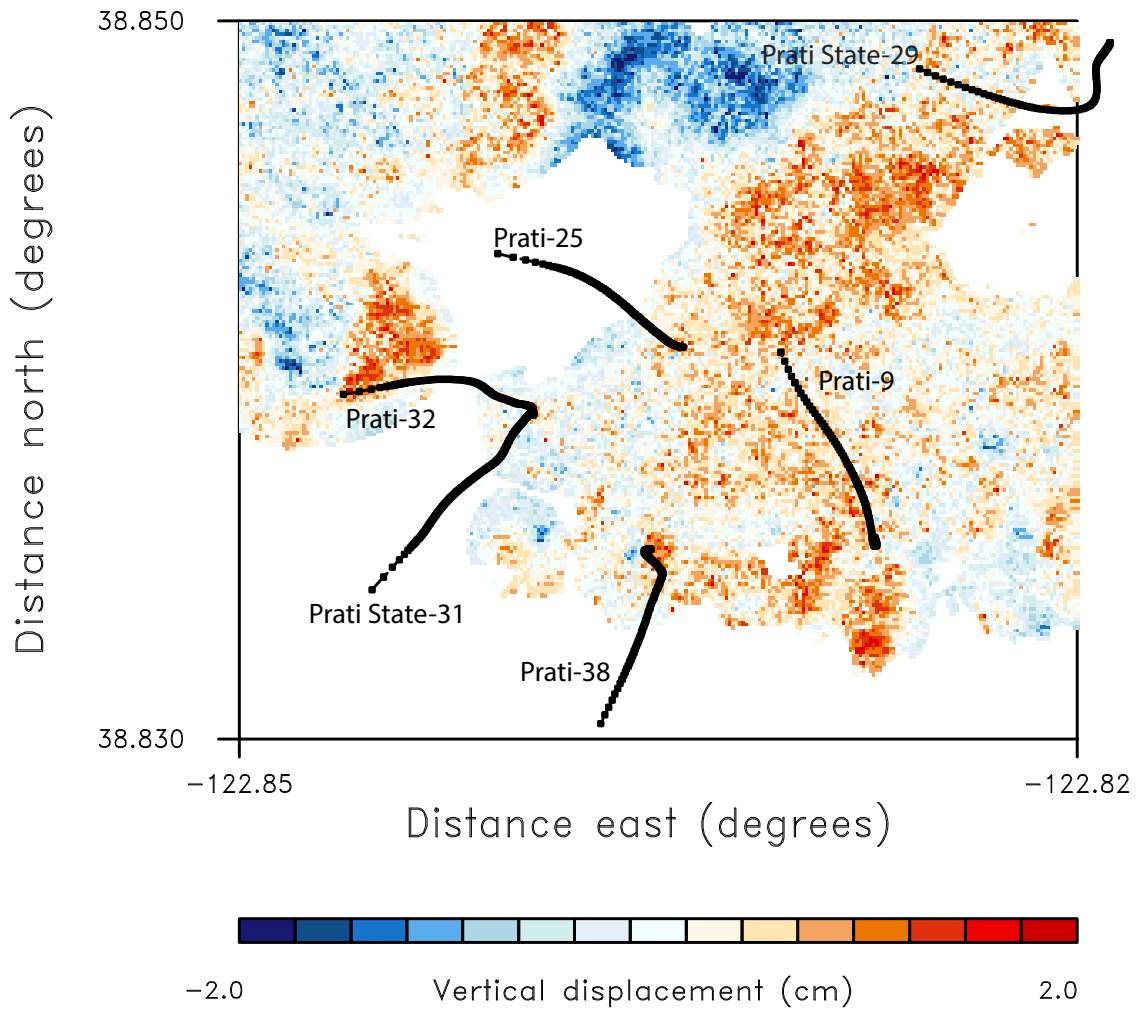 38.850
Prati State-29
Distance north (degrees)
Prati-25
Prati-9
Prati-32
Prati State-31
Prati-38
38.830
-122.85
-122.82
Distance east (degrees)
-2.0
Vertical displacement (cm)
2.0